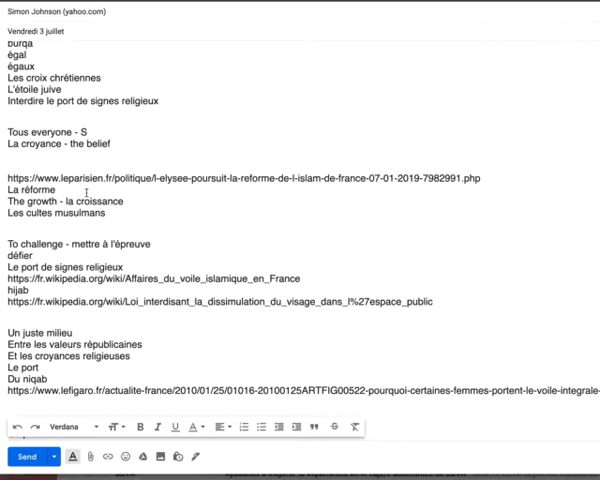 Simon Johnson (yahoo.com)
Vendredi 3 juillet
burqa
égal
égaux
Les croix chrétiennes
L'étoile juive
Interdire le port de signes religieux
Tous everyone - S
La croyance - the belief
https://www.leparisien.fr/politique/l-elysee-poursuit-la-reforme-de-l-islam-de-france-07-01-2019-7982991.php
La réforme
The growth - la croissance
Les cultes musulmans
To challenge - mettre à l'épreuve
défier
Le port de signes religieux
https://fr.wikipedia.org/wiki/Affaires_du_voile_islamique_en_France
hijab
https://fr.wikipedia.org/wiki/Loi_interdisant_la_dissimulation_du_visage_dans_l%27espace_public
Un juste milieu
Entre les valeurs républicaines
Et les croyances religieuses
Le port
Du niqab
https://www.lefigaro.fr/actualite-france/2010/01/25/01016-20100125ARTFIG00522-pourquoi-certaines-femmes-portent-le-voile-integrale-
Verdana
Send